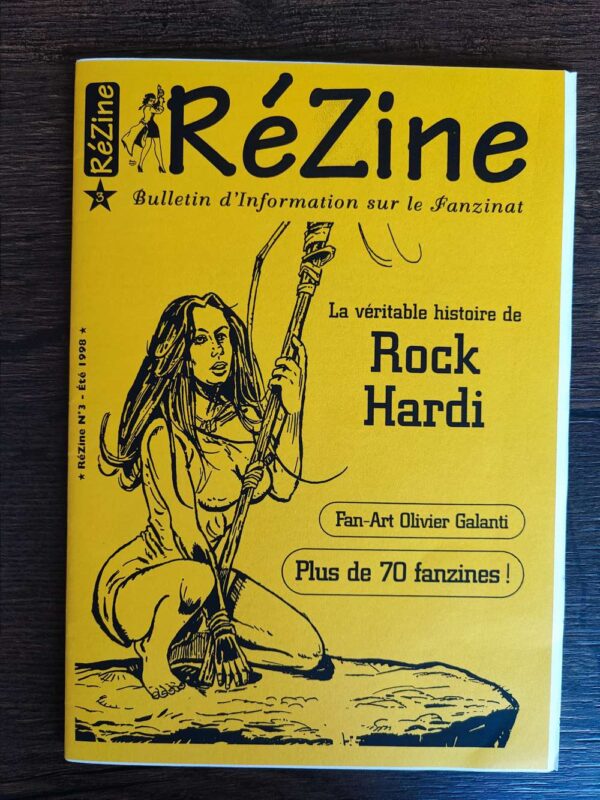 RéZine
3
RéZine
Bulletin d'Information sur le Fanzinat
★ RéZine N°3 - Été 1998 ★
La véritable histoire de
Rock
Hardi
Fan-Art Olivier Galanti
Plus de 70 fanzines !